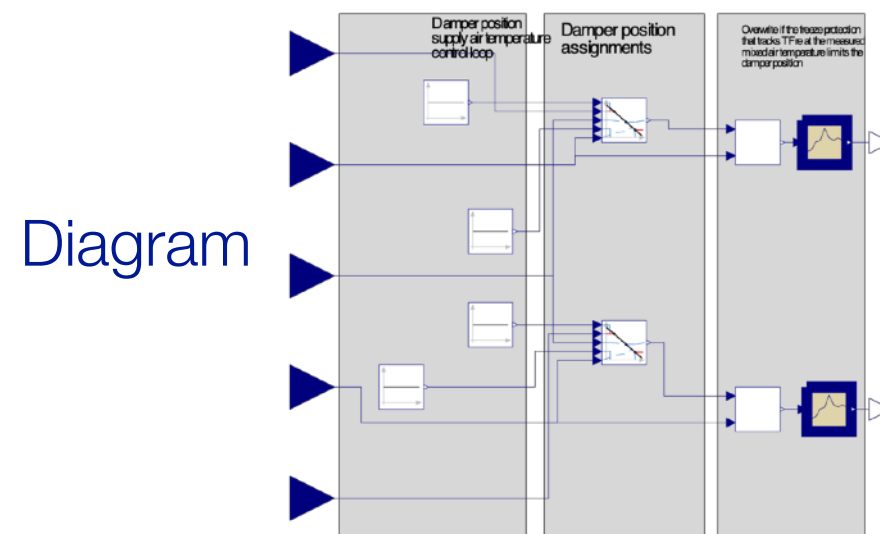 Diagram
Damper position
supply air temperature
control loop
Damper position
assignments
Overwrite if the freeze protection
that tracks TFre at the measured
mixed air temperature limits the
damper position